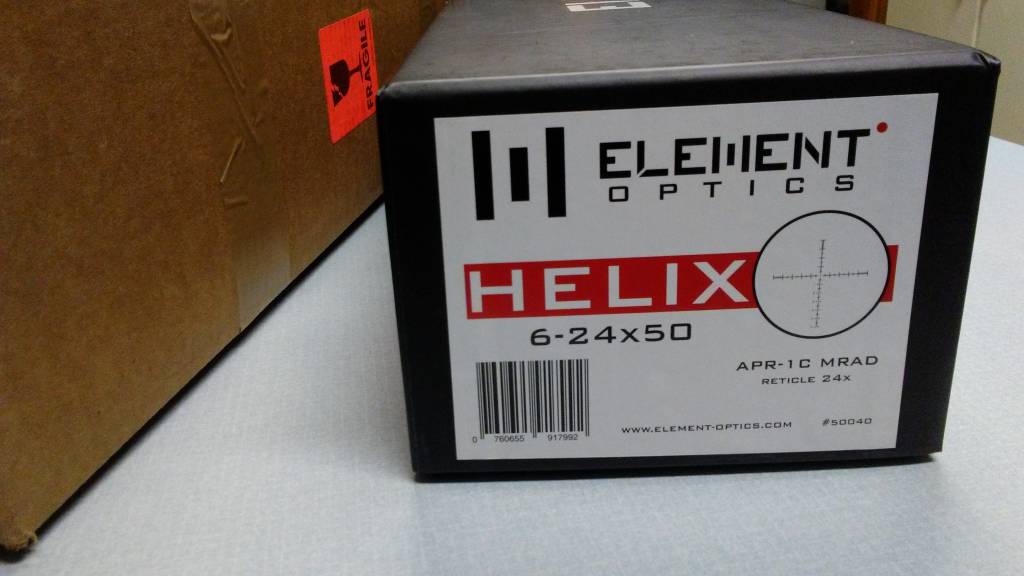 FRAGILE
ELEMENT
OPTICS
HELIX
6-24x50
APR-1C MRAD
RETICLE 24X
0 760655 917992
WWW.ELEMENT-OPTICS.COM #50040